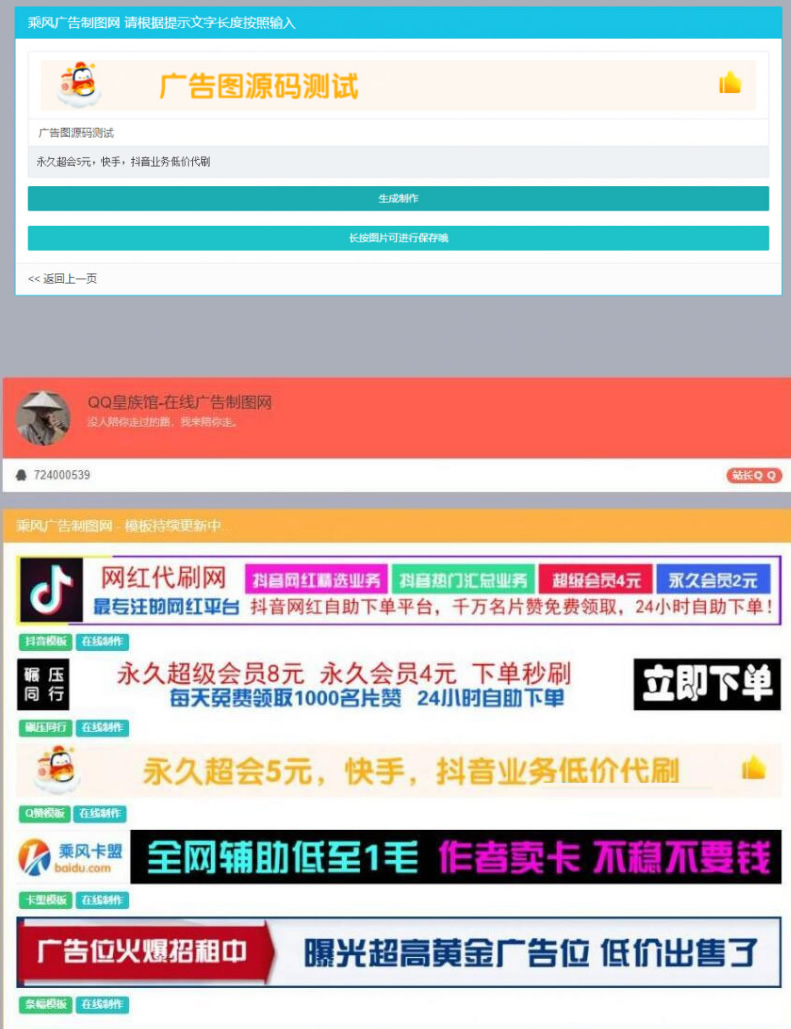 乘风广告制图网 请根据提示文字长度按照输入
广告图源码测试
广告图源码测试
永久超会5元，快手，抖音业务低价代刷
生成制作
长按图片可进行保存哦
<< 返回上一页
QQ皇族馆-在线广告制图网
没人陪你走过的路，我来陪你走。
724000539 站长Q Q
乘风广告制图网 - 模板持续更新中..
网红代刷网 抖音网红精选业务 抖音热门汇总业务 超级会员4元 永久会员2元
最专注的网红平台 抖音网红自助下单平台，千万名片赞免费领取，24小时自助下单！
抖音模板 在线制作
碾压 永久超级会员8元 永久会员4元 下单秒刷 立即下单
同行 每天免费领取1000名片赞 24小时自助下单
碾压同行 在线制作
永久超会5元，快手，抖音业务低价代刷
Q赞模板 在线制作
乘风卡盟 全网辅助低至1毛 作者卖卡 不稳不要钱
baidu.com
卡盟模板 在线制作
广告位火爆招租中 曝光超高黄金广告位 低价出售了
条幅模板 在线制作